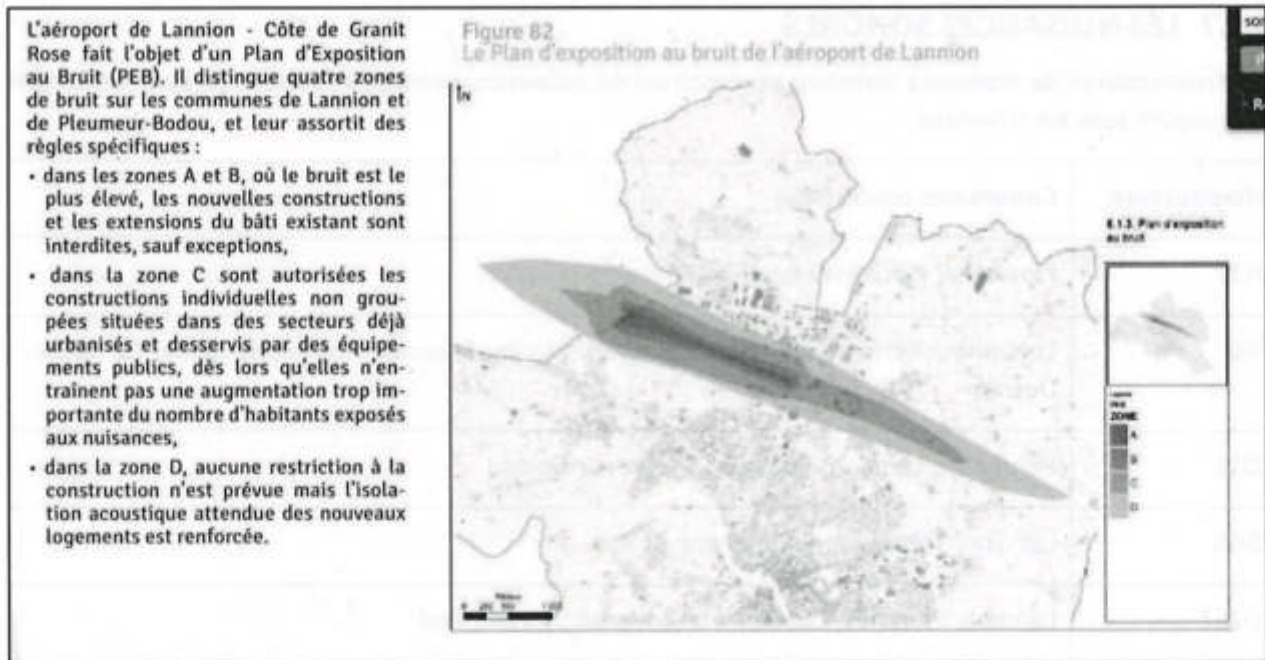 L'aéroport de Lannion - Côte de Granit
Rose fait l'objet d'un Plan d'Exposition
au Bruit (PEB). Il distingue quatre zones
de bruit sur les communes de Lannion et
de Pleumeur-Bodou, et leur assortit des
règles spécifiques :
• dans les zones A et B, où le bruit est le
plus élevé, les nouvelles constructions
et les extensions du bâti existant sont
interdites, sauf exceptions,
• dans la zone C sont autorisées les
constructions individuelles non grou-
pées situées dans des secteurs déjà
urbanisés et desservis par des équipe-
ments publics, dès lors qu'elles n'en-
traînent pas une augmentation trop im-
portante du nombre d'habitants exposés
aux nuisances,
• dans la zone D, aucune restriction à la
construction n'est prévue mais l'isola-
tion acoustique attendue des nouveaux
logements est renforcée.
Figure 82
Le Plan d'exposition au bruit de l'aéroport de Lannion
N
6.1.3. Plan d'exposition
au bruit
ZONE
A
B
C
D